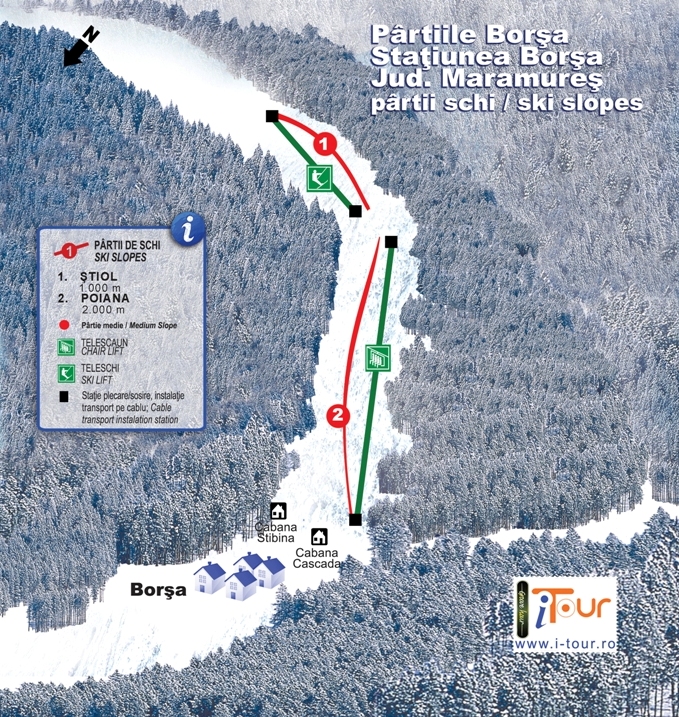 Pârtiile Borşa
Staţiunea Borşa
Jud. Maramureş
pârtii schi / ski slopes
N
1
i
1 PÂRTII DE SCHI
SKI SLOPES
1. ŞTIOL
1.000 m
2. POIANA
2.000 m
Pârtie medie / Medium Slope
TELESCAUN
CHAIR LIFT
TELESCHI
SKI LIFT
Staţie plecare/sosire, instalaţie
transport pe cablu; Cable
transport instalation station
2
Cabana
Stibina
Cabana
Cascada
Borşa
iTour
www.i-tour.ro